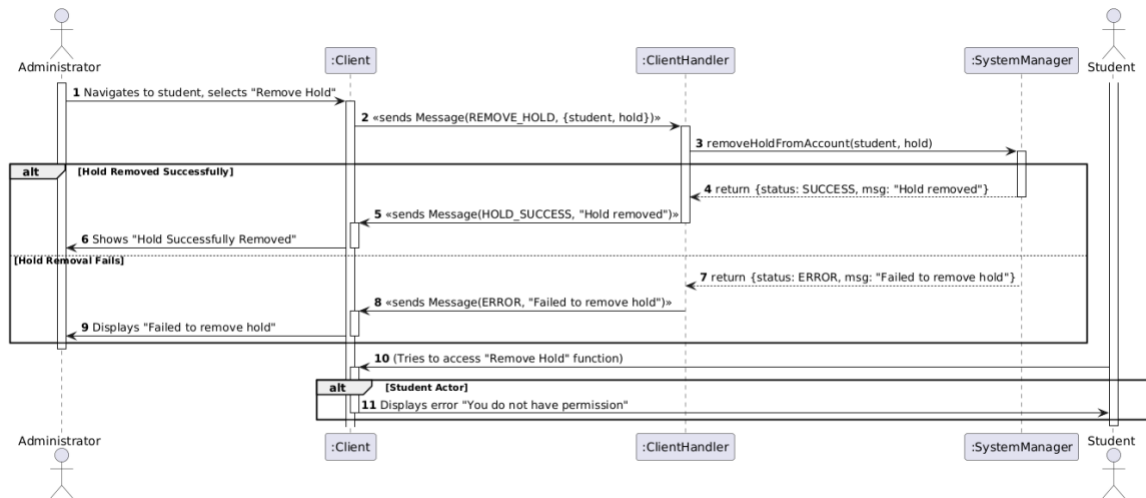 Administrator
:Client
:ClientHandler
:SystemManager
Student
1 Navigates to student, selects "Remove Hold"
2 «sends Message(REMOVE_HOLD, {student, hold})»
3 removeHoldFromAccount(student, hold)
alt [Hold Removed Successfully]
4 return {status: SUCCESS, msg: "Hold removed"}
5 «sends Message(HOLD_SUCCESS, "Hold removed")»
6 Shows "Hold Successfully Removed"
[Hold Removal Fails]
7 return {status: ERROR, msg: "Failed to remove hold"}
8 «sends Message(ERROR, "Failed to remove hold")»
9 Displays "Failed to remove hold"
10 (Tries to access "Remove Hold" function)
alt [Student Actor]
11 Displays error "You do not have permission"
Administrator
:Client
:ClientHandler
:SystemManager
Student